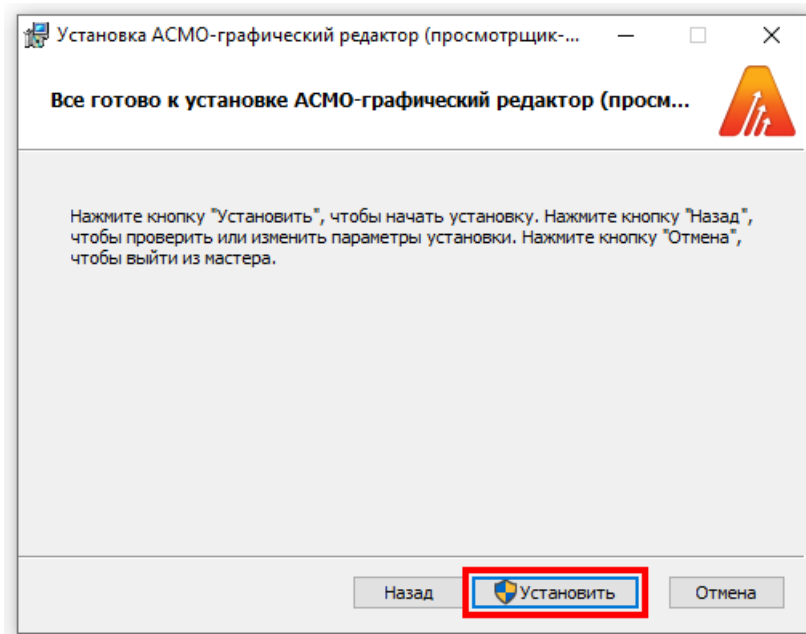 Установка АСМО-графический редактор (просмотрщик-...
Все готово к установке АСМО-графический редактор (просм...
Нажмите кнопку "Установить", чтобы начать установку. Нажмите кнопку "Назад",
чтобы проверить или изменить параметры установки. Нажмите кнопку "Отмена",
чтобы выйти из мастера.
Назад
Установить
Отмена